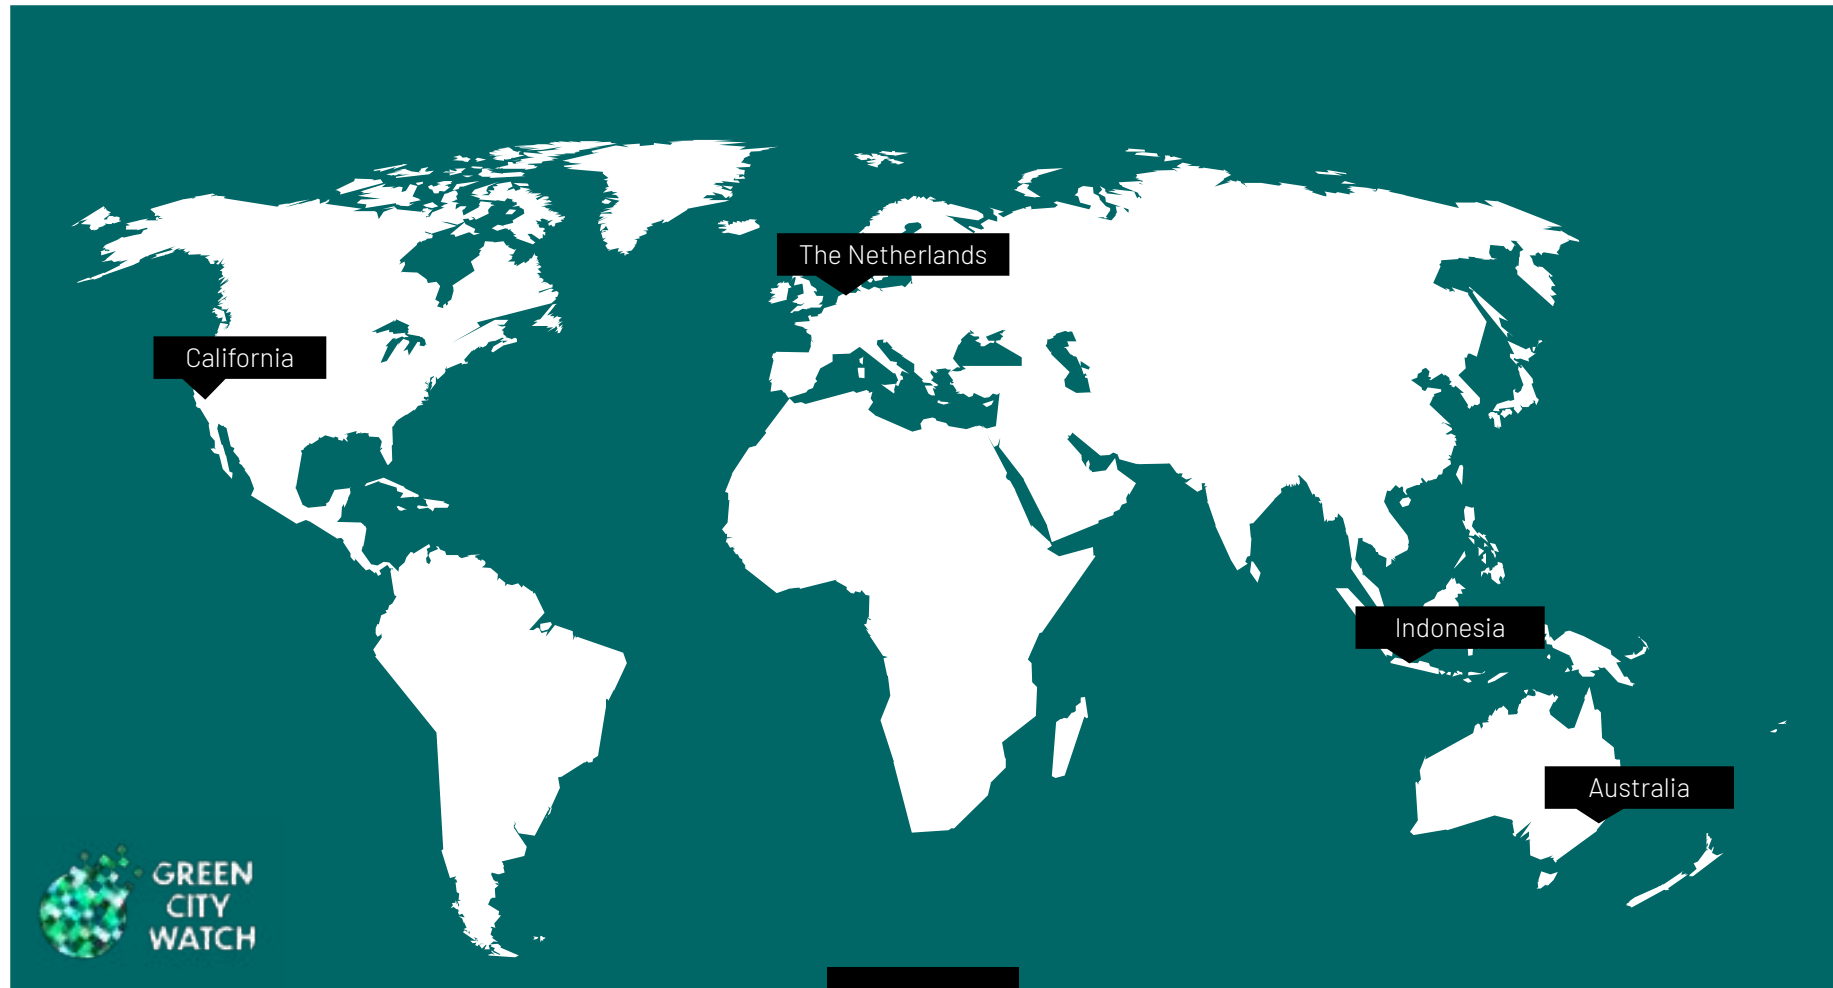 The Netherlands
California
Indonesia
Australia
GREEN
CITY
WATCH